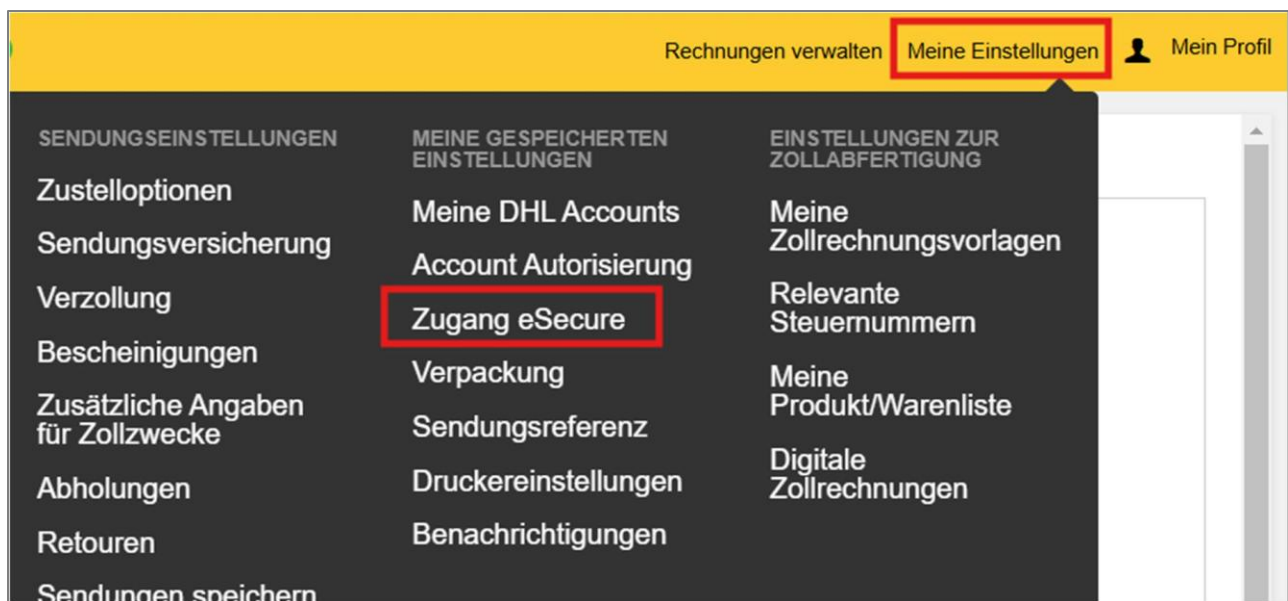 Rechnungen verwalten Meine Einstellungen Mein Profil
SENDUNGSEINSTELLUNGEN
Zustelloptionen
Sendungsversicherung
Verzollung
Bescheinigungen
Zusätzliche Angaben
für Zollzwecke
Abholungen
Retouren
Sendungen speichern
MEINE GESPEICHERTEN
EINSTELLUNGEN
Meine DHL Accounts
Account Autorisierung
Zugang eSecure
Verpackung
Sendungsreferenz
Druckereinstellungen
Benachrichtigungen
EINSTELLUNGEN ZUR
ZOLLABFERTIGUNG
Meine
Zollrechnungsvorlagen
Relevante
Steuernummern
Meine
Produkt/Warenliste
Digitale
Zollrechnungen